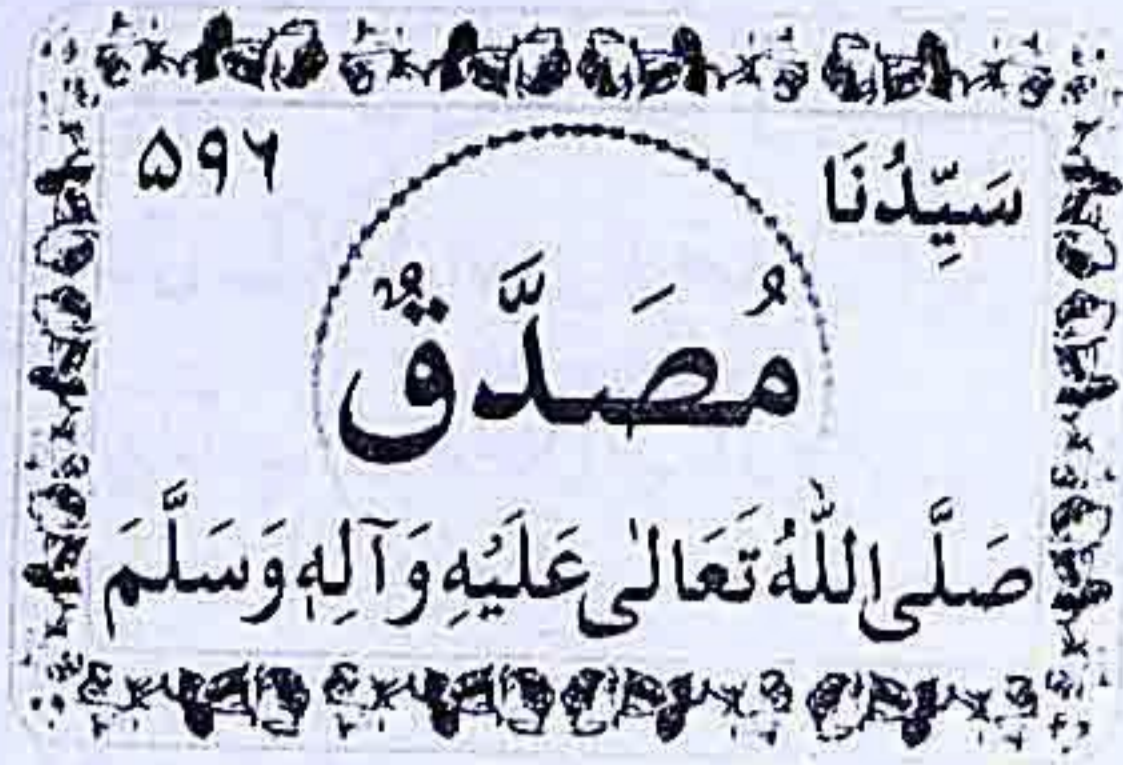 سَيِّدُنَا ۵۹۶
مُصَدَّقٌ
صَلَّى اللّٰهُ تَعَالٰى عَلَيْهِ وَآلِهٖ وَسَلَّمَ